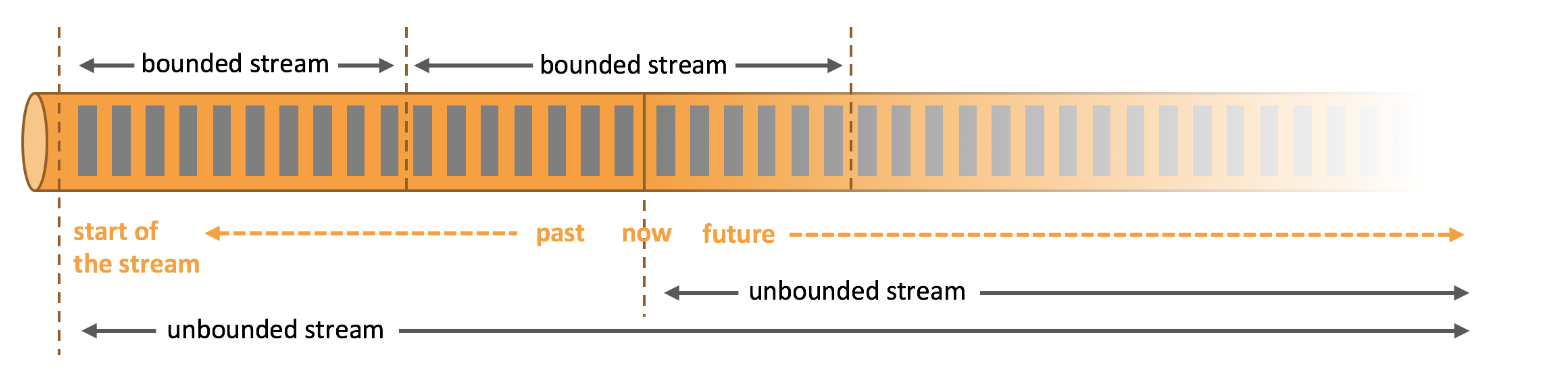 bounded stream
bounded stream
start of
the stream
past
now
future
unbounded stream
unbounded stream